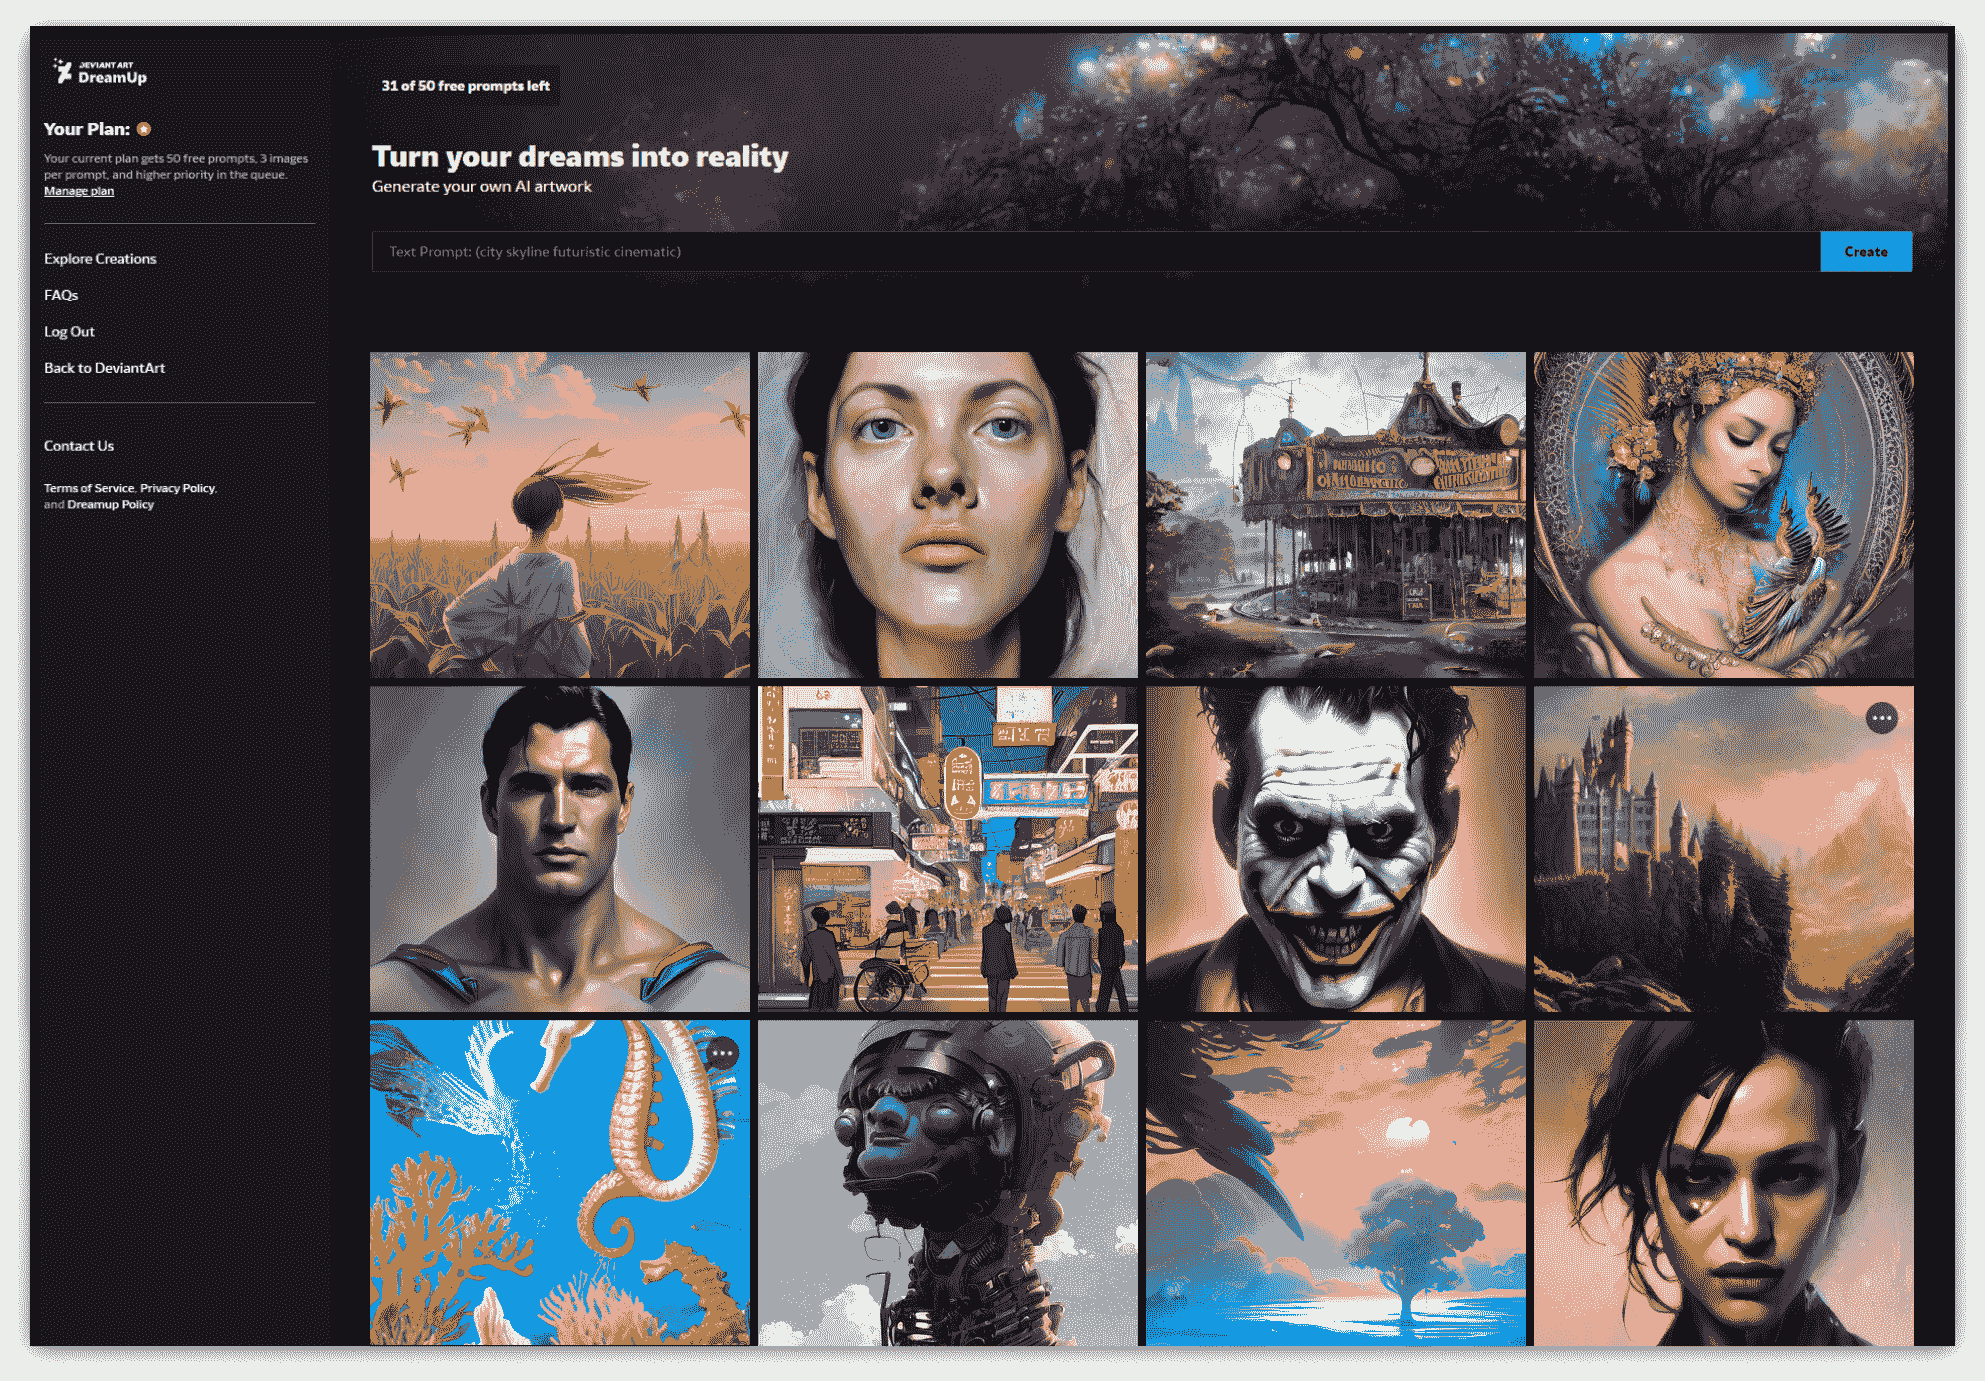 DEVIANT ART
DreamUp
Your Plan:
Your current plan gets 50 free prompts, 3 images
per prompt, and higher priority in the queue.
Manage plan
Explore Creations
FAQs
Log Out
Back to DeviantArt
Contact Us
Terms of Service, Privacy Policy,
and Dreamup Policy
31 of 50 free prompts left
Turn your dreams into reality
Generate your own AI artwork
Text Prompt: (city skyline futuristic cinematic)
Create